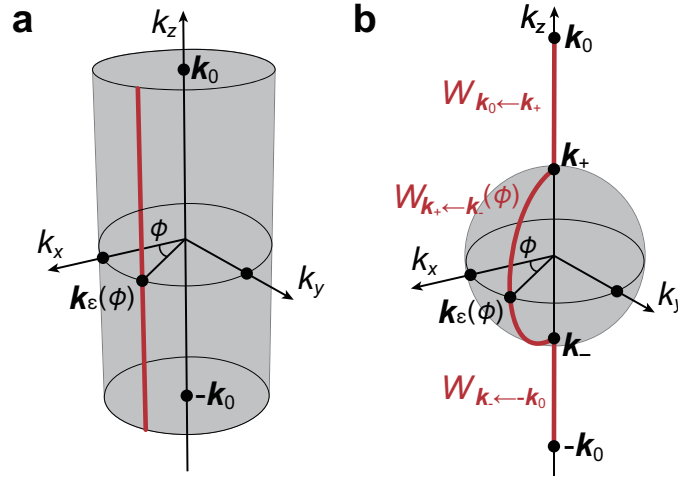 a
k_z
k_0
k_x
ϕ
k_y
k_ε(ϕ)
-k_0
b
k_z
k_0
W_{k_0←k_+}
k_+
W_{k_+←k_-}(ϕ)
k_x
ϕ
k_y
k_ε(ϕ)
k_-
W_{k_-←-k_0}
-k_0